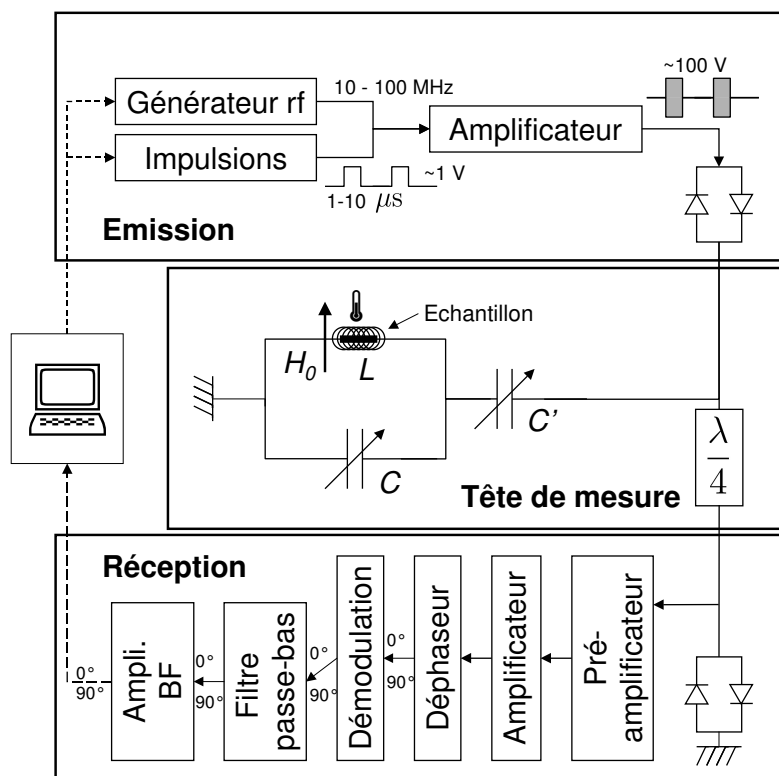 ~100 V
Générateur rf
10 - 100 MHz
Amplificateur
Impulsions
~1 V
1-10 μs
Emission
Echantillon
H₀
L
C'
C
λ
4
Tête de mesure
Réception
Ampli.
BF
Filtre
passe-bas
Démodulation
Déphaseur
Amplificateur
Pré-
amplificateur
0°
90°
0°
90°
0°
90°
0°
90°